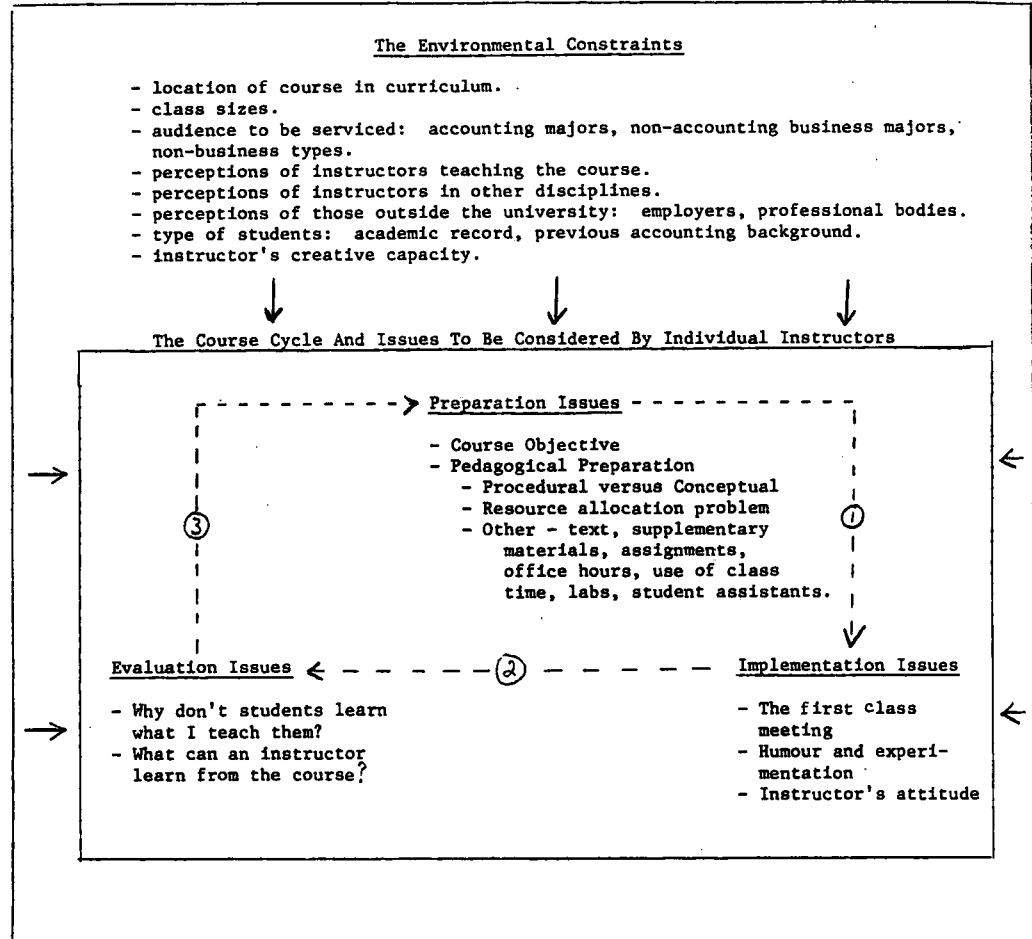 The Environmental Constraints
- location of course in curriculum.
- class sizes.
- audience to be serviced: accounting majors, non-accounting business majors,
non-business types.
- perceptions of instructors teaching the course.
- perceptions of instructors in other disciplines.
- perceptions of those outside the university: employers, professional bodies.
- type of students: academic record, previous accounting background.
- instructor's creative capacity.
The Course Cycle And Issues To Be Considered By Individual Instructors
Preparation Issues
- Course Objective
- Pedagogical Preparation
- Procedural versus Conceptual
- Resource allocation problem
- Other - text, supplementary
materials, assignments,
office hours, use of class
time, labs, student assistants.
3
1
Evaluation Issues
2
Implementation Issues
- Why don't students learn
what I teach them?
- What can an instructor
learn from the course?
- The first class
meeting
- Humour and experi-
mentation
- Instructor's attitude